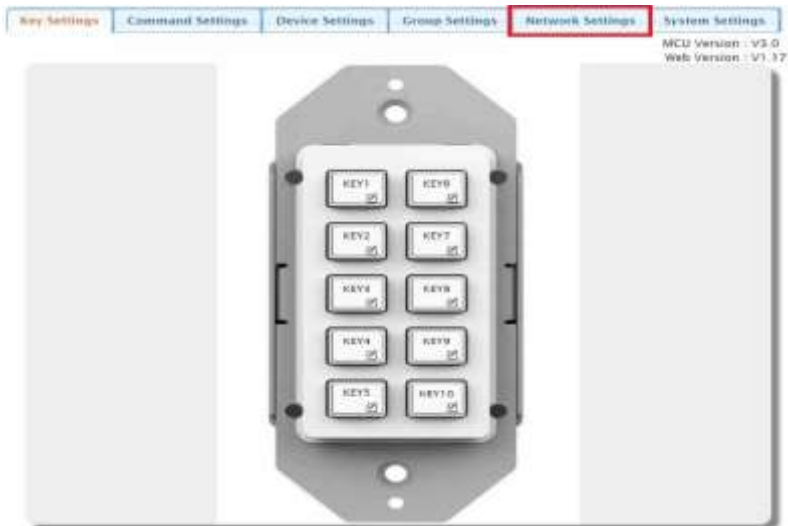 Key Settings Command Settings Device Settings Group Settings Network Settings System Settings
MCU Version : V3.0
Web Version : V1.17
KEY1 KEY6
KEY2 KEY7
KEY3 KEY8
KEY4 KEY9
KEY5 KEY10